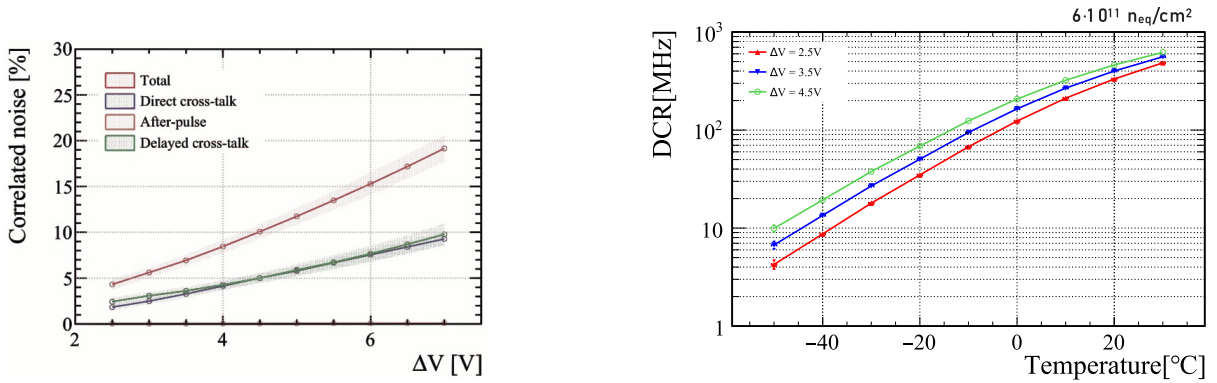 Correlated noise [%]
30
25
20
15
10
5
0
Total
Direct cross-talk
After-pulse
Delayed cross-talk
2
4
6
ΔV [V]
6·10¹¹ nₑq/cm²
DCR[MHz]
10³
10²
10
1
ΔV = 2.5V
ΔV = 3.5V
ΔV = 4.5V
−40
−20
0
20
Temperature[°C]